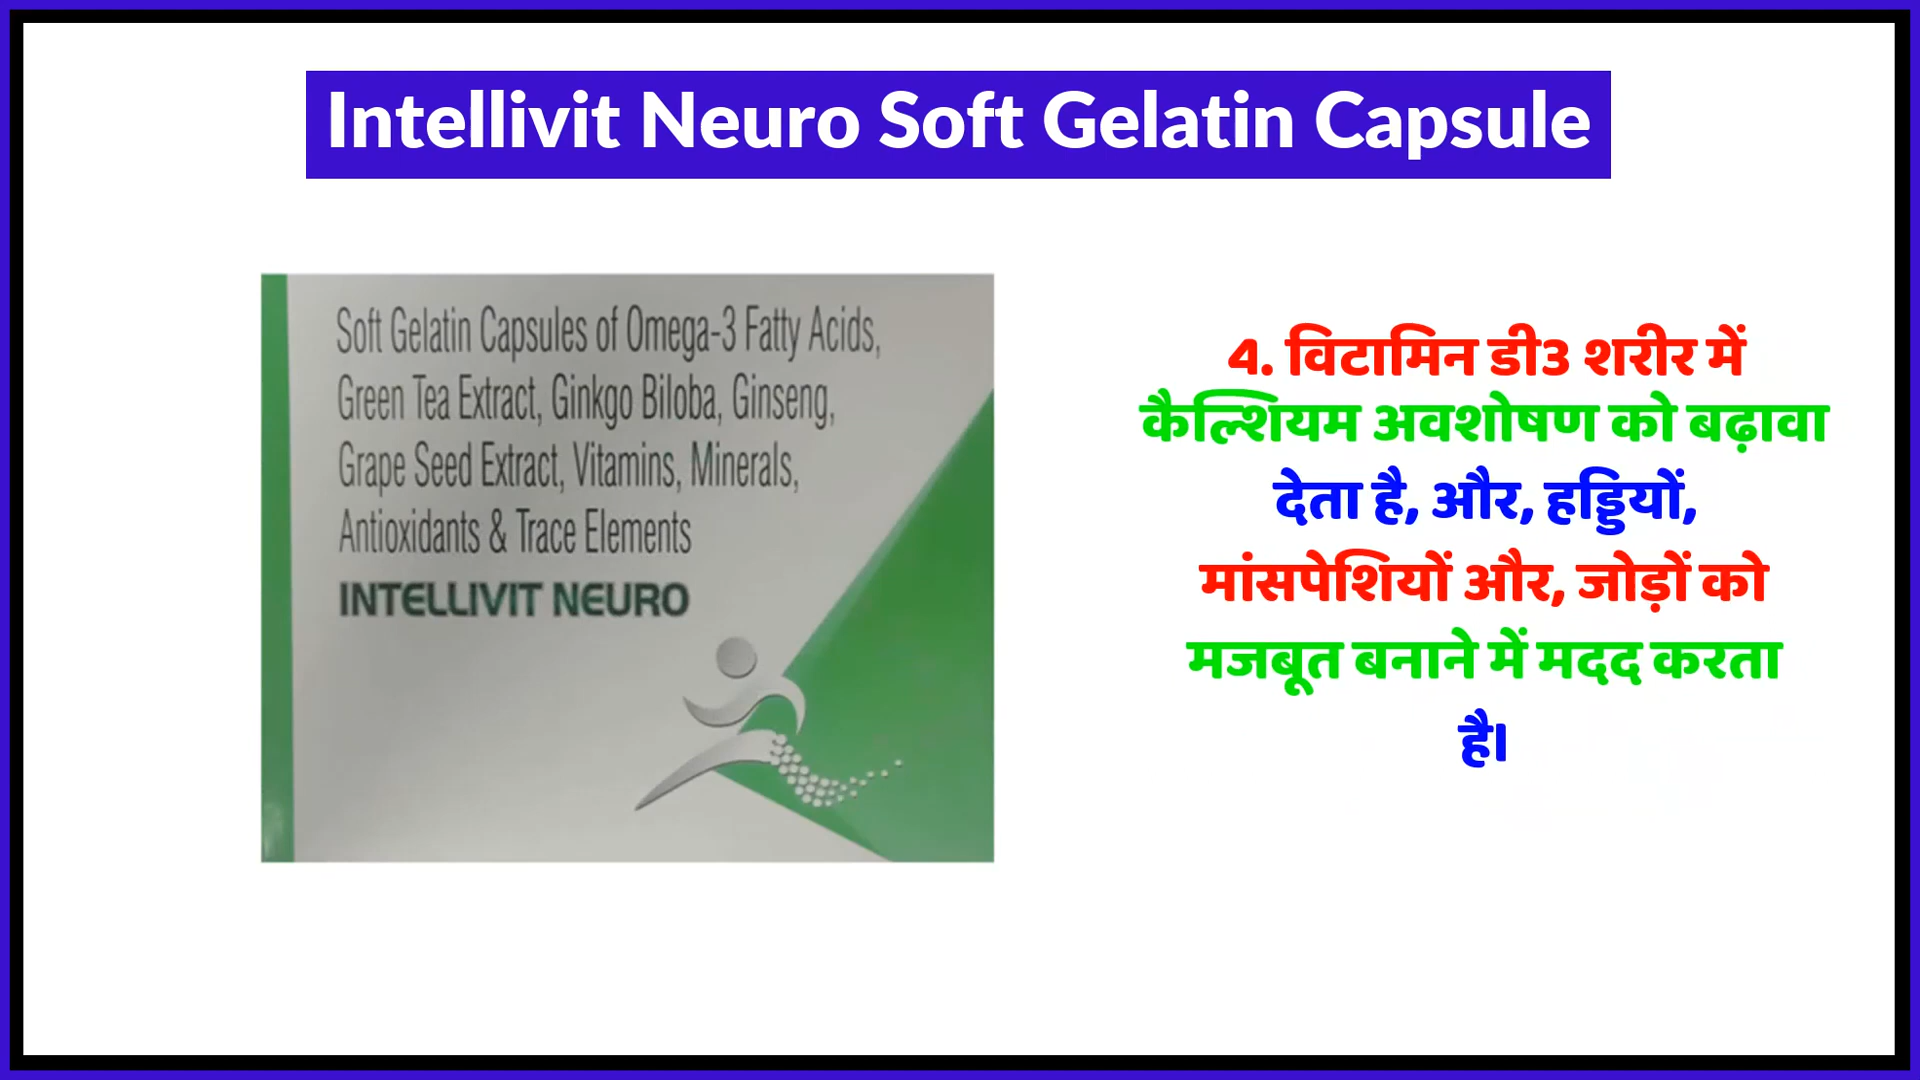 Intellivit Neuro Soft Gelatin Capsule
Soft Gelatin Capsules of Omega-3 Fatty Acids,
Green Tea Extract, Ginkgo Biloba, Ginseng,
Grape Seed Extract, Vitamins, Minerals,
Antioxidants & Trace Elements
INTELLIVIT NEURO
4. विटामिन डी3 शरीर में
कैल्शियम अवशोषण को बढ़ावा
देता है, और, हड्डियों,
मांसपेशियों और, जोड़ों को
मजबूत बनाने में मदद करता
है।